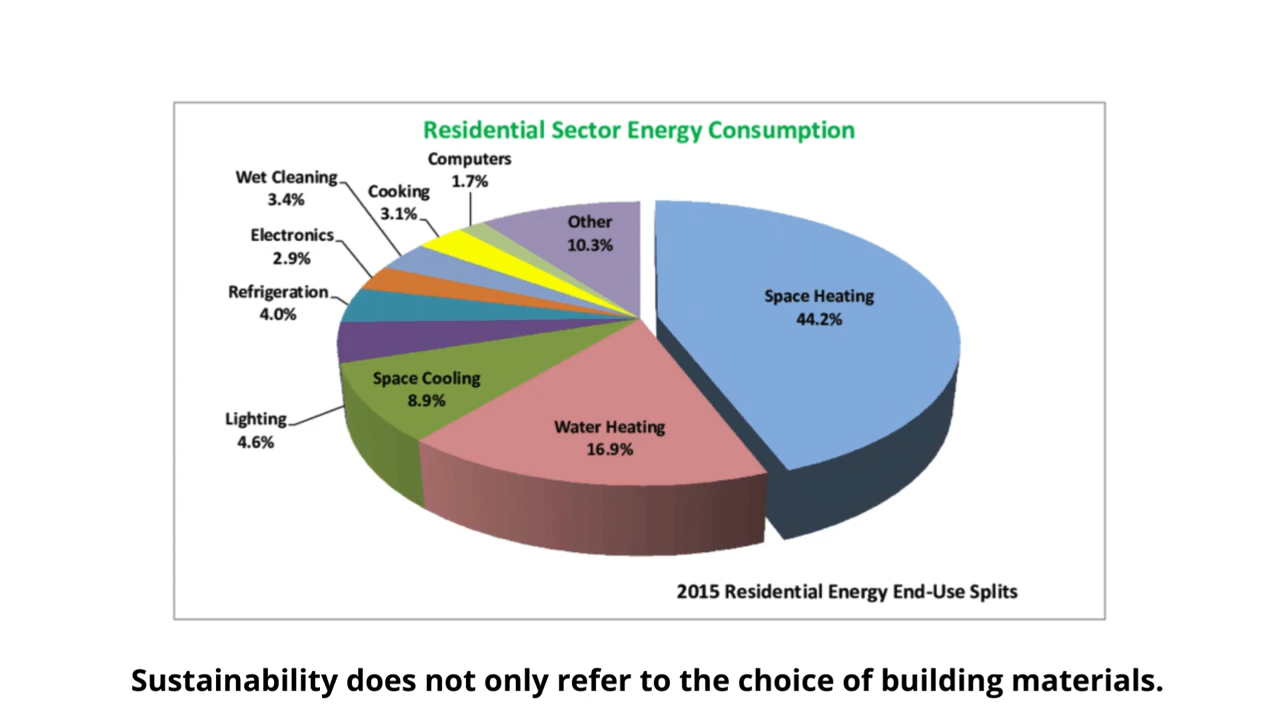 Residential Sector Energy Consumption
Computers
1.7%
Wet Cleaning
3.4%
Cooking
3.1%
Other
10.3%
Electronics
2.9%
Space Heating
44.2%
Refrigeration
4.0%
Space Cooling
8.9%
Lighting
4.6%
Water Heating
16.9%
2015 Residential Energy End-Use Splits
Sustainability does not only refer to the choice of building materials.